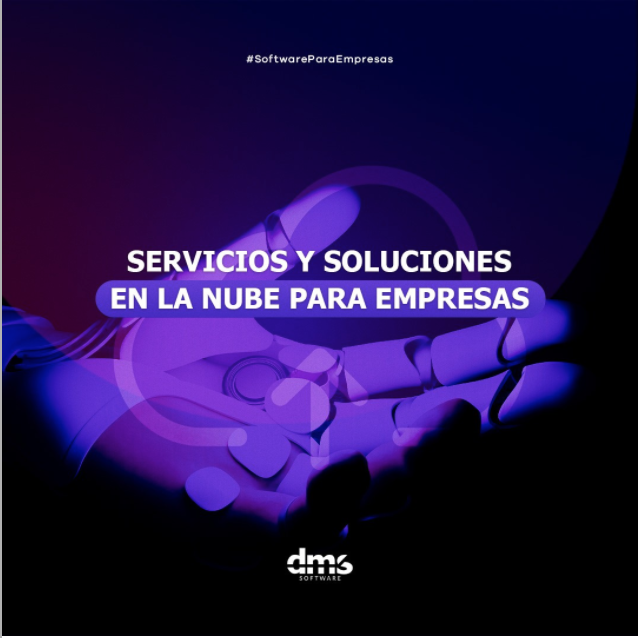 #SoftwareParaEmpresas
SERVICIOS Y SOLUCIONES
EN LA NUBE PARA EMPRESAS
dms
SOFTWARE